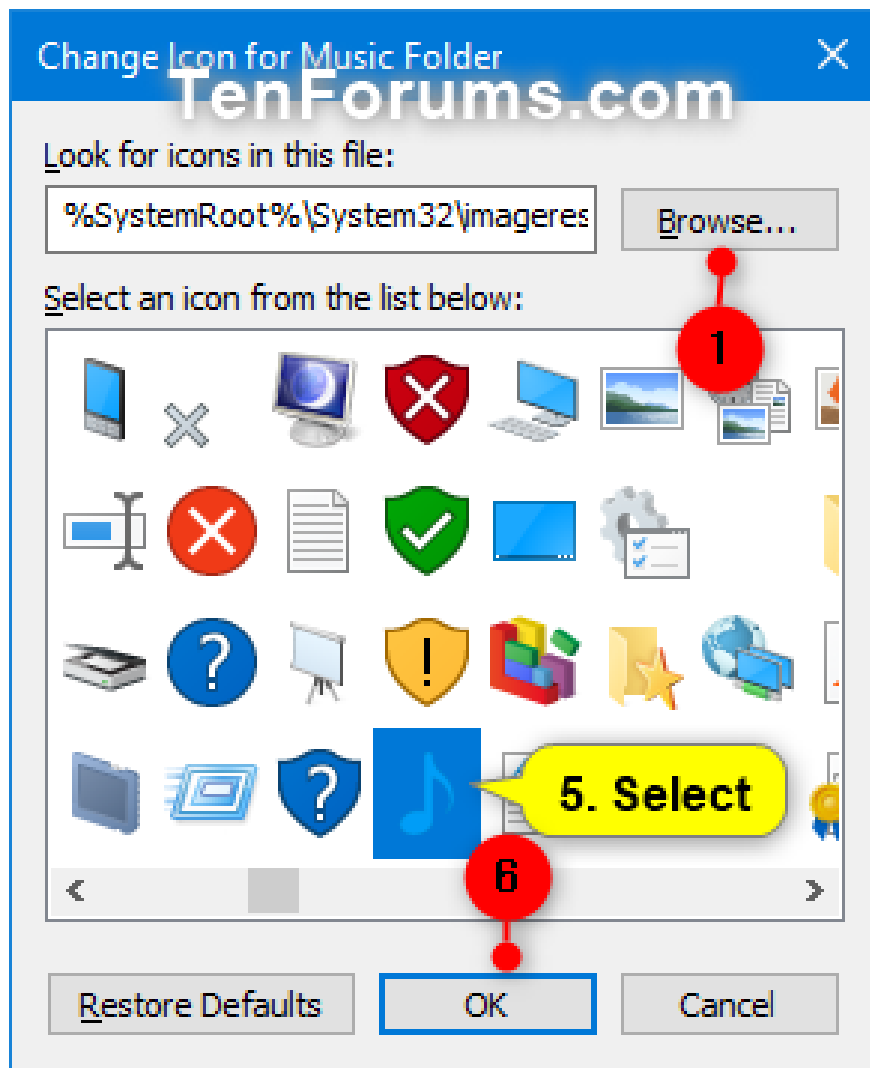 Change Icon for Music Folder
TenForums.com
Look for icons in this file:
%SystemRoot%\System32\imageres
Browse...
Select an icon from the list below:
1
5. Select
6
Restore Defaults
OK
Cancel